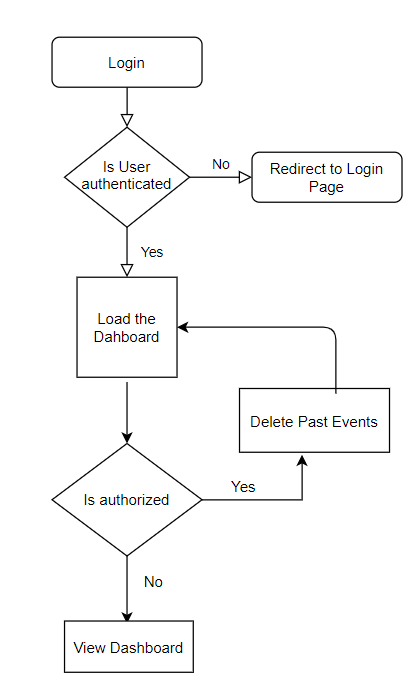 Login
Is User
authenticated
No
Redirect to Login
Page
Yes
Load the
Dahboard
Delete Past Events
Is authorized
Yes
No
View Dashboard